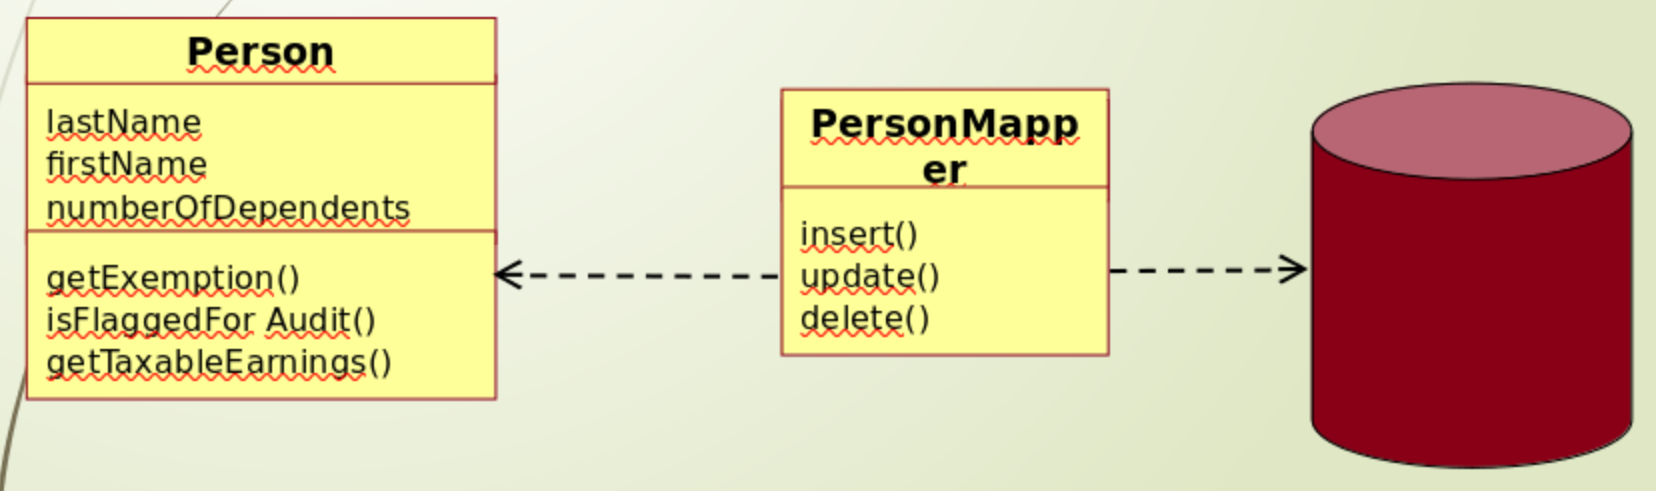 Person
lastName
firstName
numberOfDependents
getExemption()
isFlaggedFor Audit()
getTaxableEarnings()
PersonMapp
er
insert()
update()
delete()